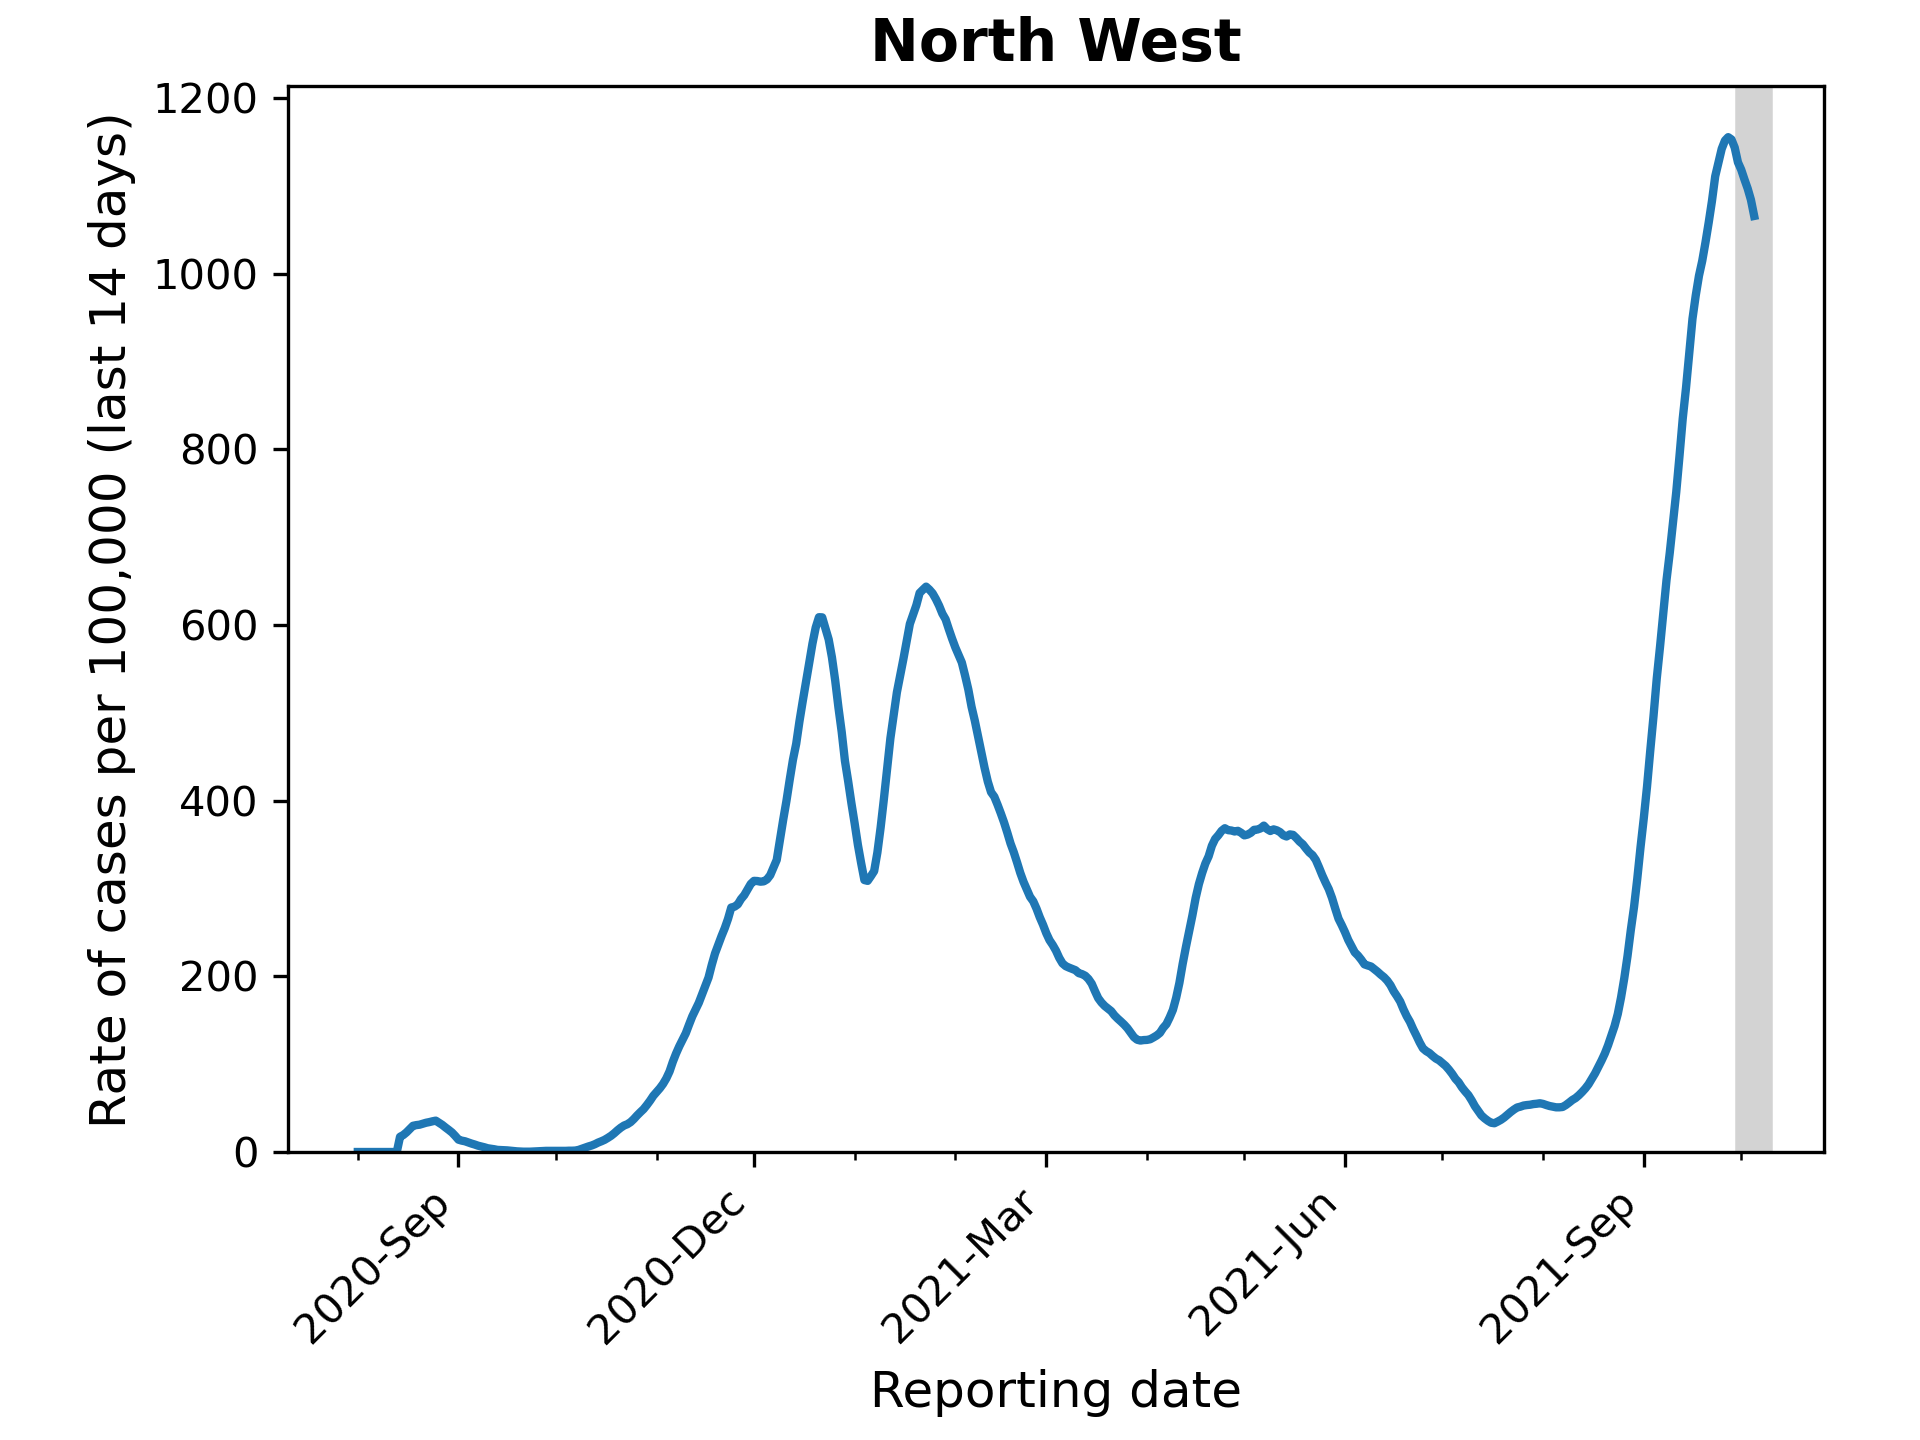 North West
Rate of cases per 100,000 (last 14 days)
1200
1000
800
600
400
200
0
2020-Sep
2020-Dec
2021-Mar
2021-Jun
2021-Sep
Reporting date